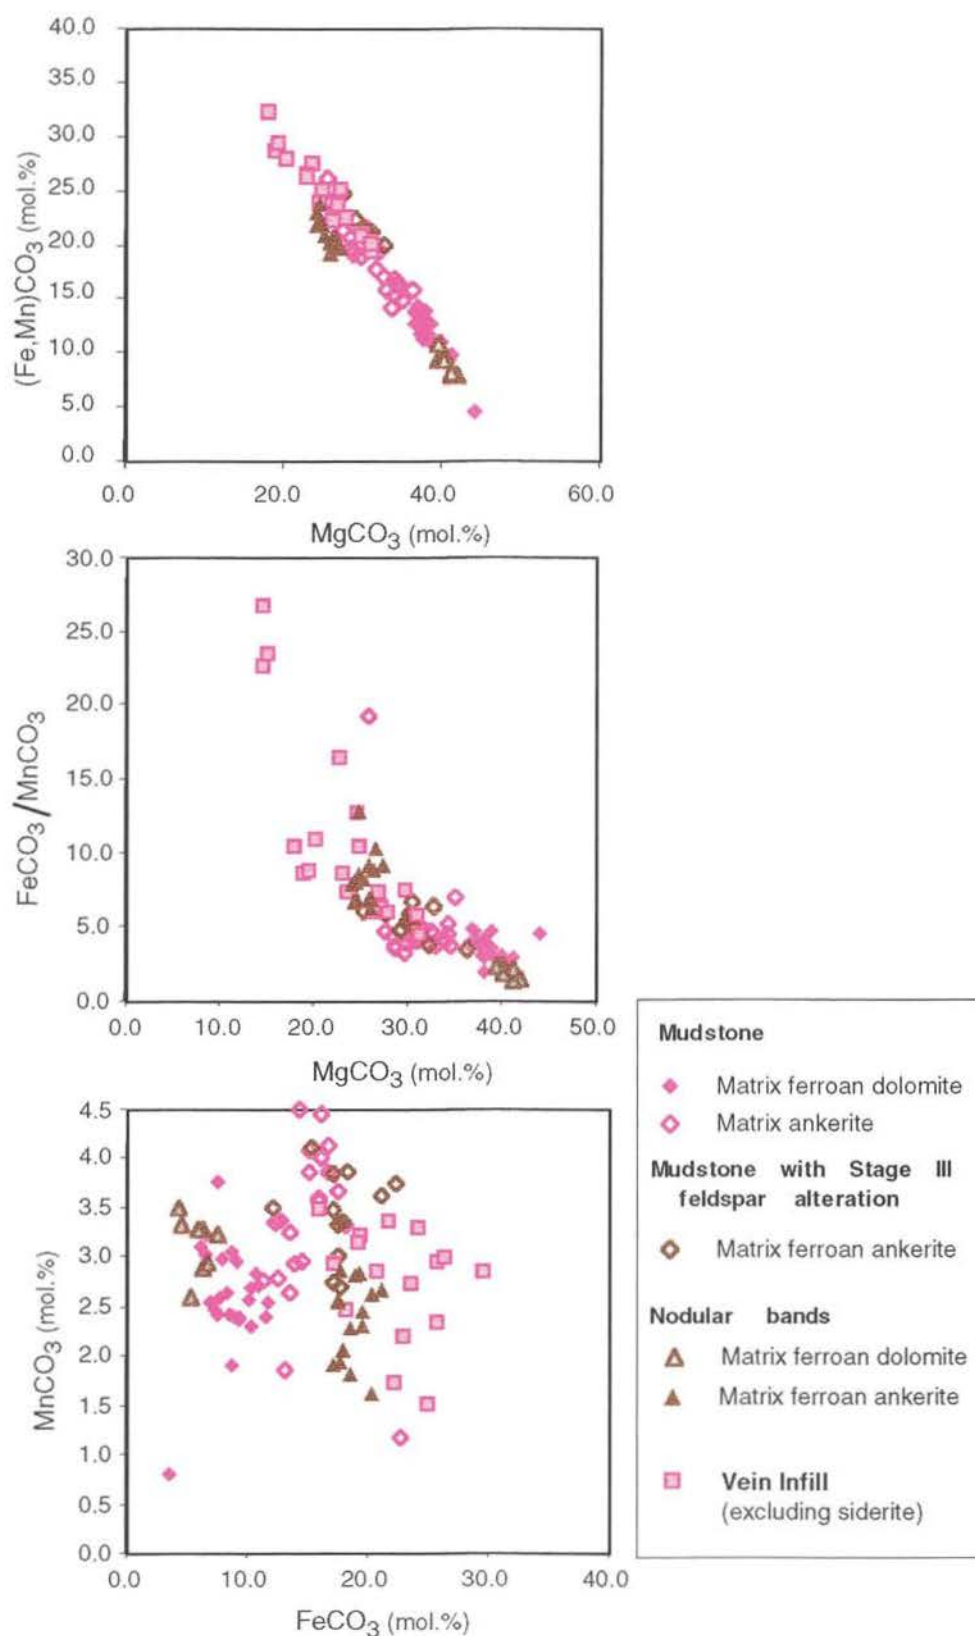 40.0
35.0
30.0
25.0
20.0
15.0
10.0
5.0
0.0
(Fe,Mn)CO₃ (mol.%)
0.0 20.0 40.0 60.0
MgCO₃ (mol.%)
30.0
25.0
20.0
15.0
10.0
5.0
0.0
FeCO₃/MnCO₃
0.0 10.0 20.0 30.0 40.0 50.0
MgCO₃ (mol.%)
4.5
4.0
3.5
3.0
2.5
2.0
1.5
1.0
0.5
0.0
MnCO₃ (mol.%)
0.0 10.0 20.0 30.0 40.0
FeCO₃ (mol.%)
Mudstone
Matrix ferroan dolomite
Matrix ankerite
Mudstone with Stage III
feldspar alteration
Matrix ferroan ankerite
Nodular bands
Matrix ferroan dolomite
Matrix ferroan ankerite
Vein Infill
(excluding siderite)